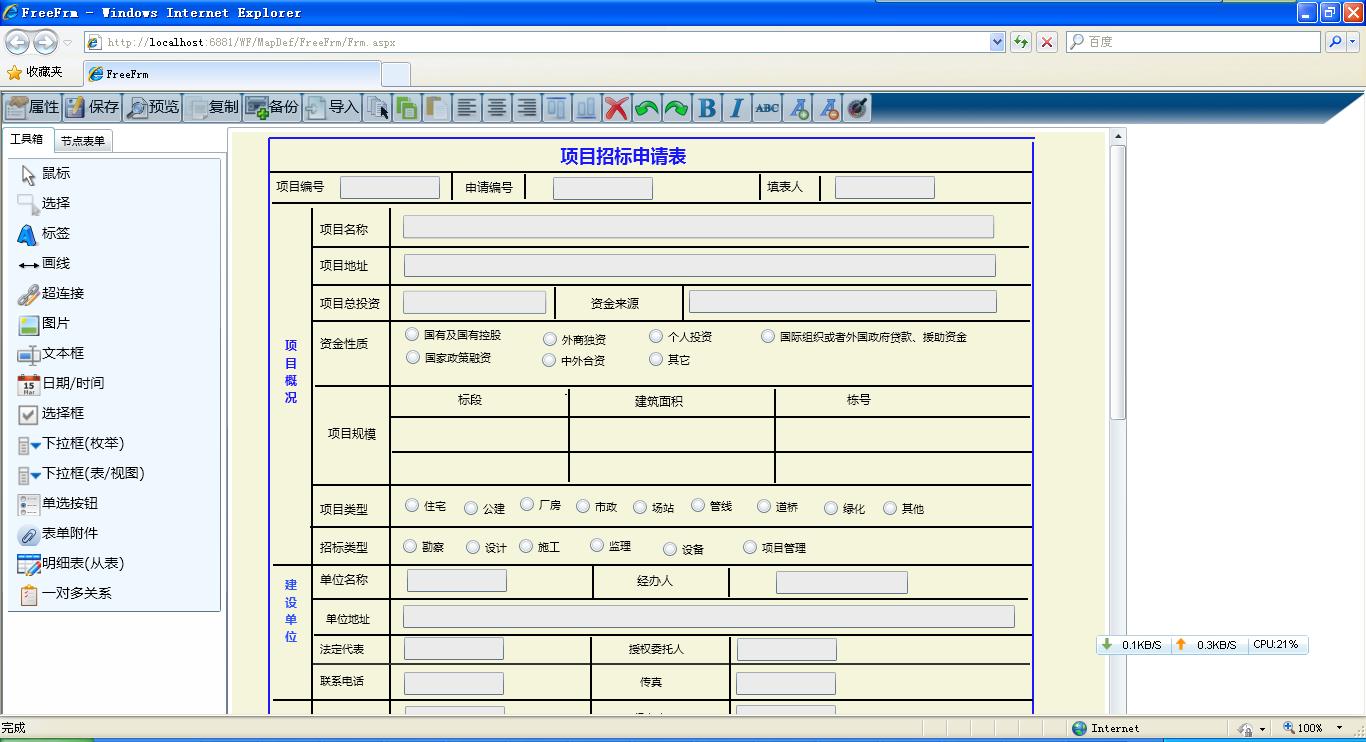 FreeFrm - Windows Internet Explorer
http://localhost:6881/WF/MapDef/FreeFrm/Frm.aspx
百度
收藏夹
FreeFrm
属性 保存 预览 复制 备份 导入 B I ABC
工具箱 节点表单
鼠标
选择
标签
画线
超连接
图片
文本框
日期/时间
选择框
下拉框(枚举)
下拉框(表/视图)
单选按钮
表单附件
明细表(从表)
一对多关系
项目招标申请表
项目编号 申请编号 填表人
项目概况
项目名称
项目地址
项目总投资 资金来源
资金性质 国有及国有控股 外商独资 个人投资 国际组织或者外国政府贷款、援助资金
国家政策融资 中外合资 其它
标段 建筑面积 栋号
项目规模
项目类型 住宅 公建 厂房 市政 场站 管线 道桥 绿化 其他
招标类型 勘察 设计 施工 监理 设备 项目管理
建设单位
单位名称 经办人
单位地址
法定代表 授权委托人
联系电话 传真
0.1KB/S 0.3KB/S CPU:21%
完成 Internet 100%